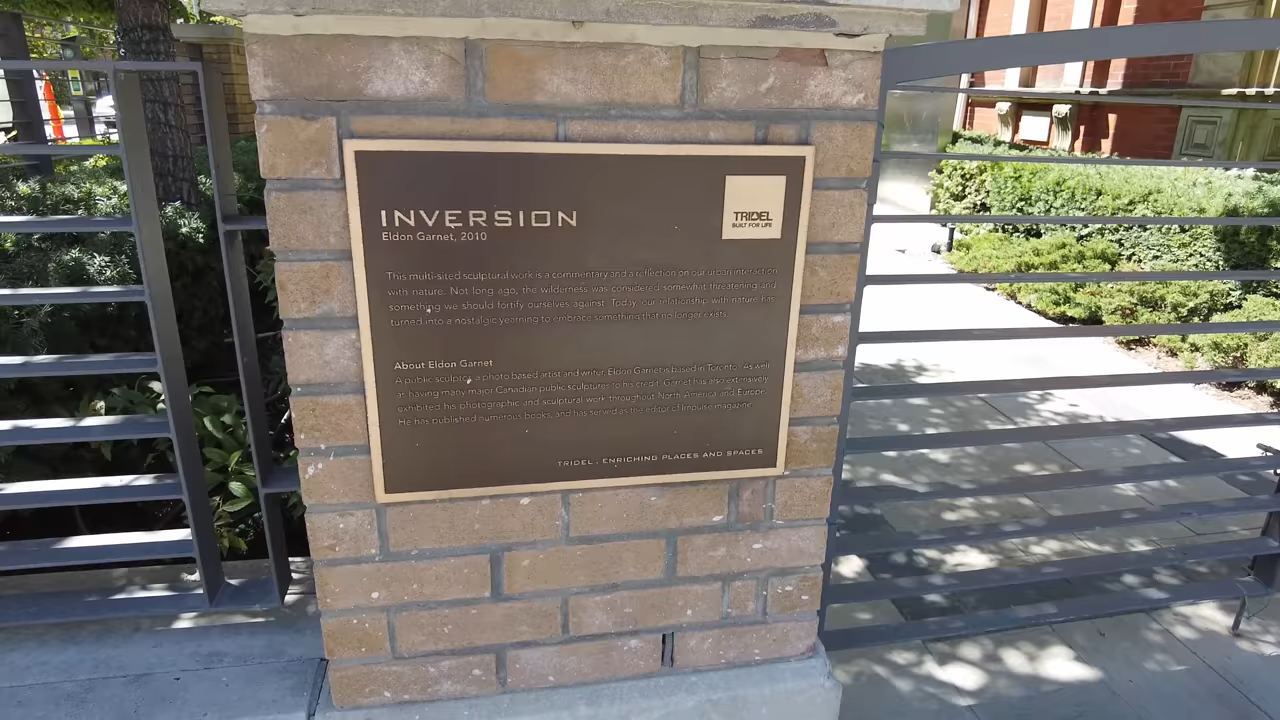 INVERSION
Eldon Garnet, 2010
TRIDEL
BUILT FOR LIFE
This multi-sited sculptural work is a commentary and a reflection on our urban interaction
with nature. Not long ago, the wilderness was considered somewhat threatening and
something we should fortify ourselves against. Today, our relationship with nature has
turned into a nostalgic yearning to embrace something that no longer exists.
About Eldon Garnet
A public sculptor, a photo based artist and writer, Eldon Garnet is based in Toronto. As well
as having many major Canadian public sculptures to his credit, Garnet has also extensively
exhibited his photographic and sculptural work throughout North America and Europe.
He has published numerous books, and has served as the editor of Impulse magazine.
TRIDEL . ENRICHING PLACES AND SPACES